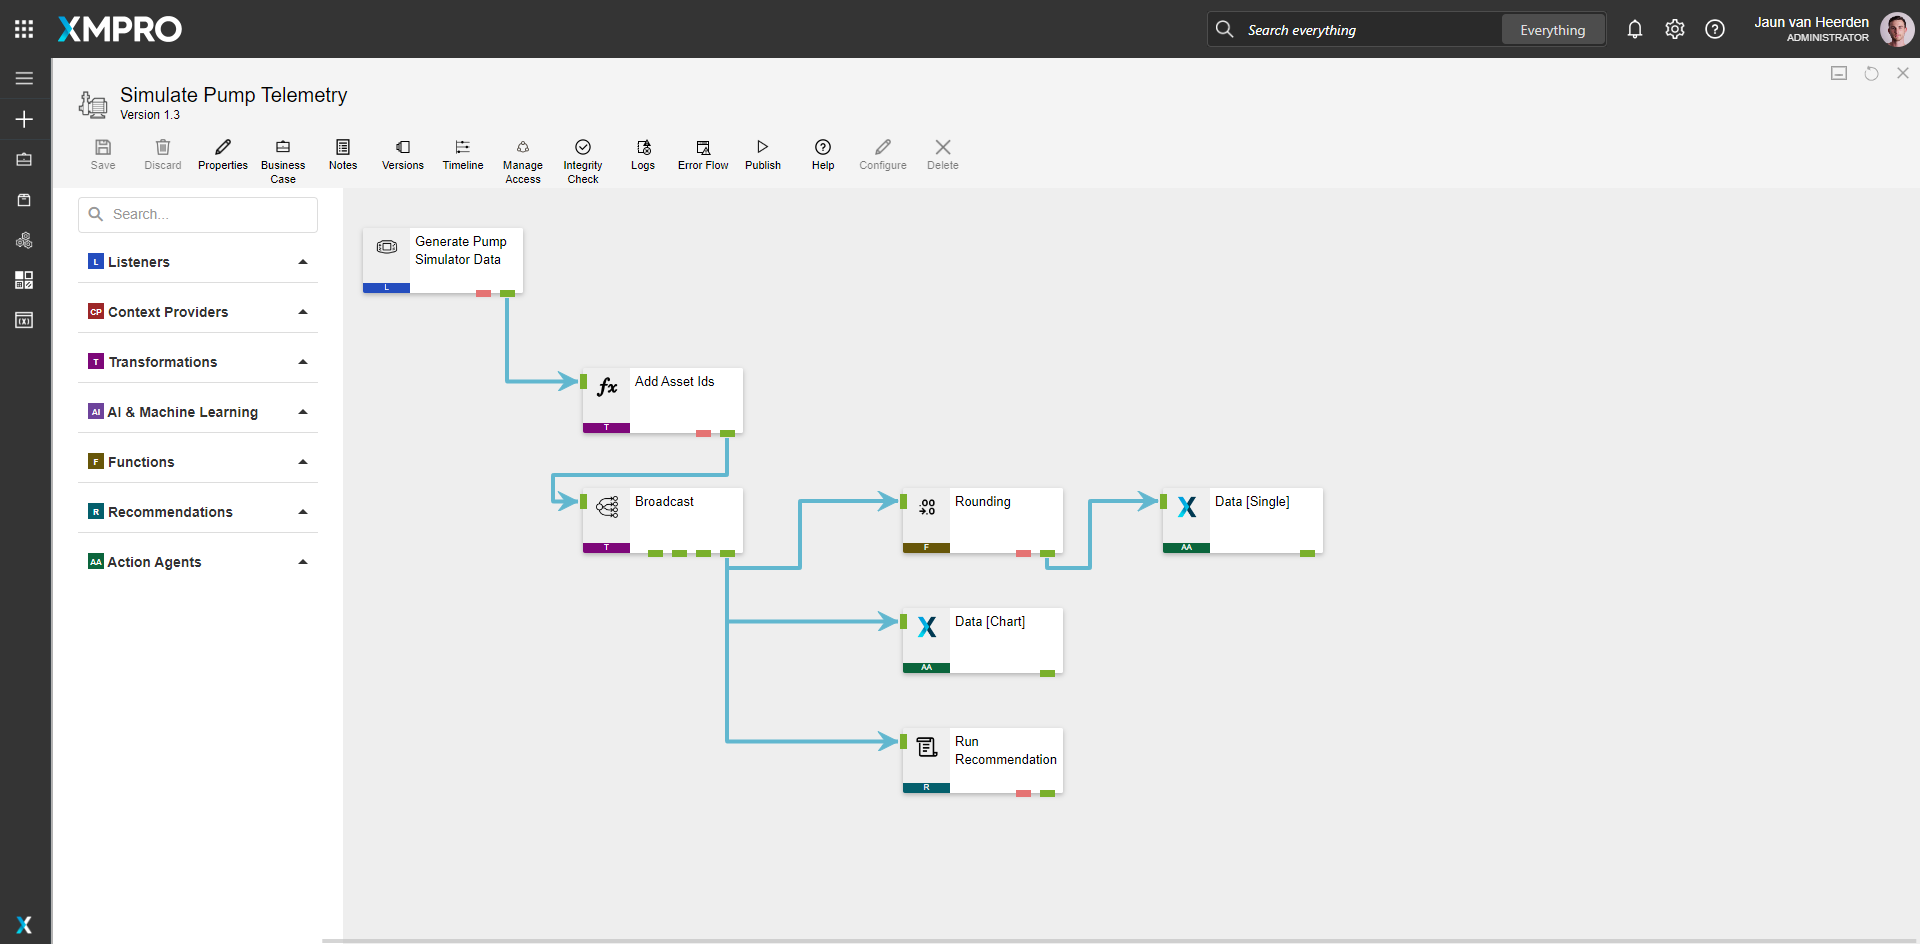 XMPRO
Search everything
Everything
Jaun van Heerden
ADMINISTRATOR
Simulate Pump Telemetry
Version 1.3
Save
Discard
Properties
Business
Case
Notes
Versions
Timeline
Manage
Access
Integrity
Check
Logs
Error Flow
Publish
Help
Configure
Delete
Search...
L Listeners
CP Context Providers
T Transformations
AI AI & Machine Learning
F Functions
R Recommendations
AA Action Agents
Generate Pump
Simulator Data
L
fx
Add Asset Ids
T
Broadcast
T
.00
.0
Rounding
F
X
Data [Single]
AA
X
Data [Chart]
AA
Run
Recommendation
R
X